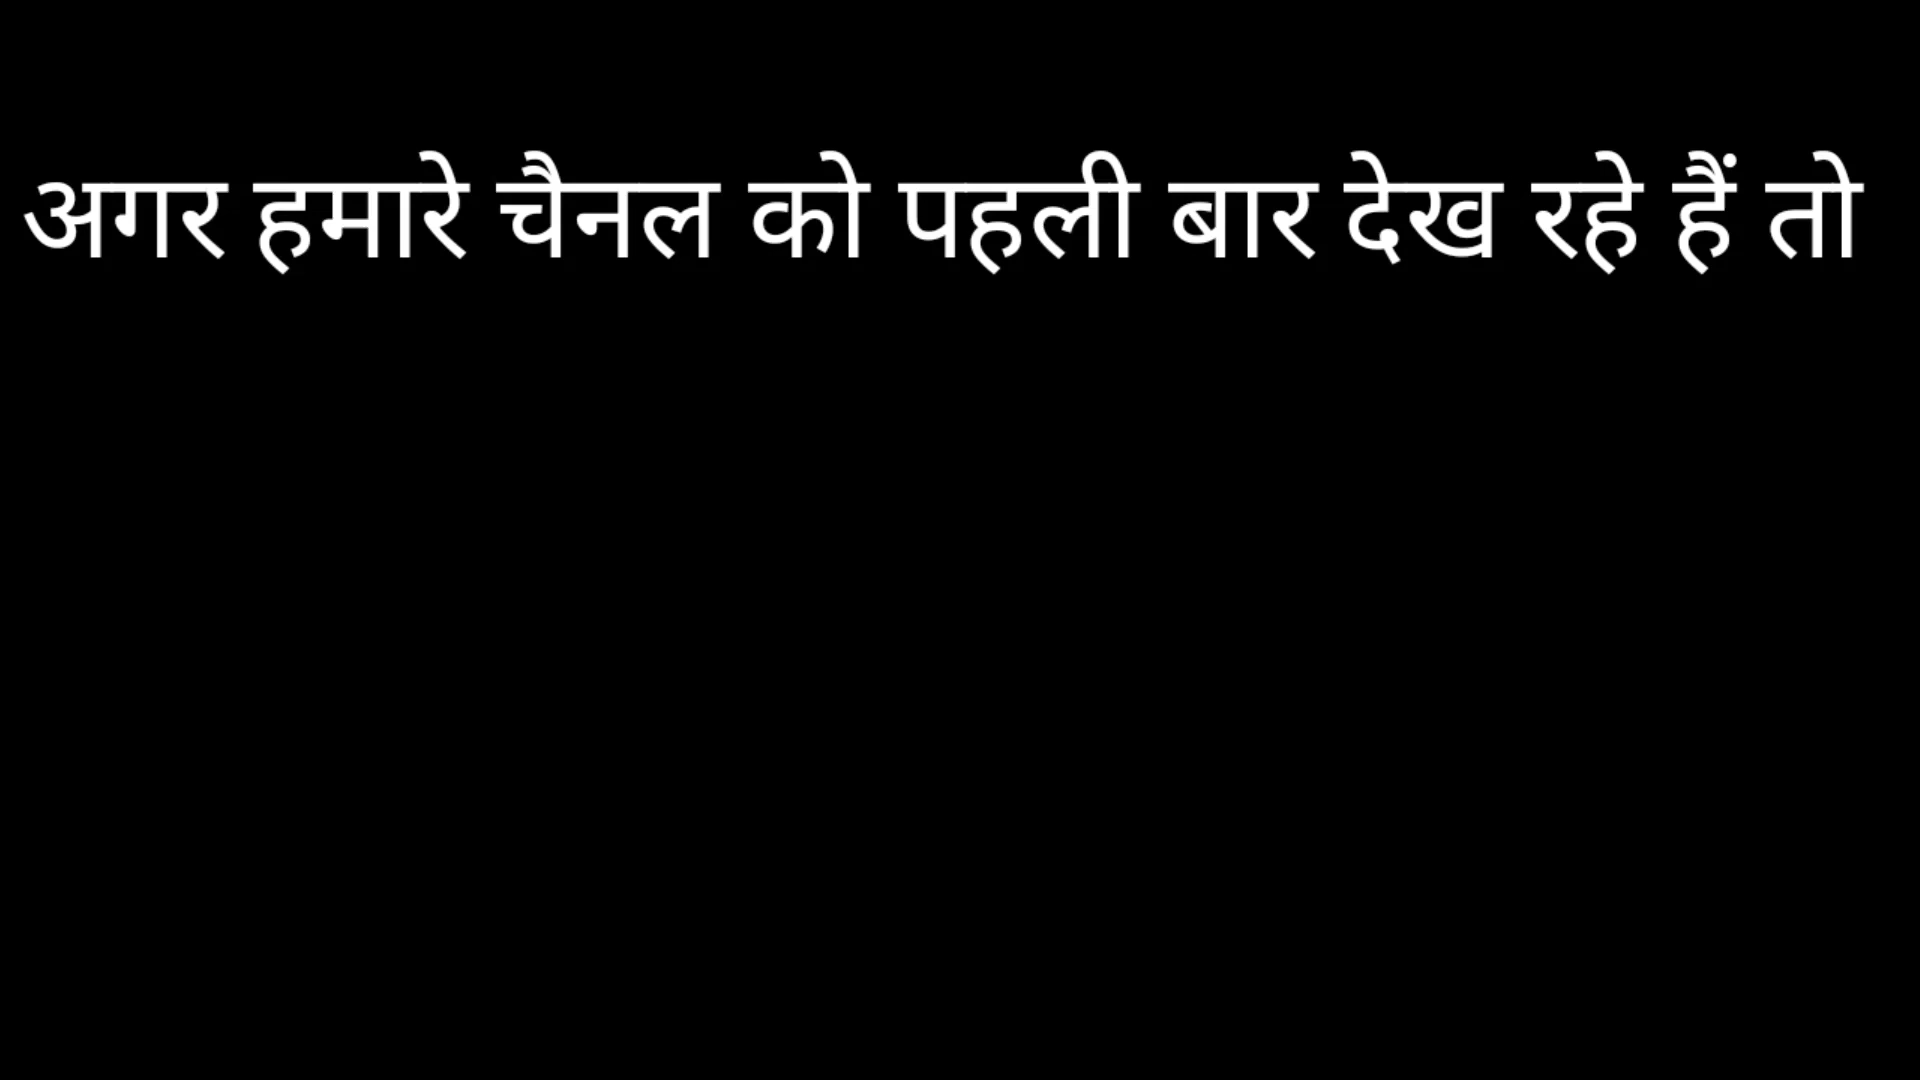 अगर हमारे चैनल को पहली बार देख रहे हैं तो